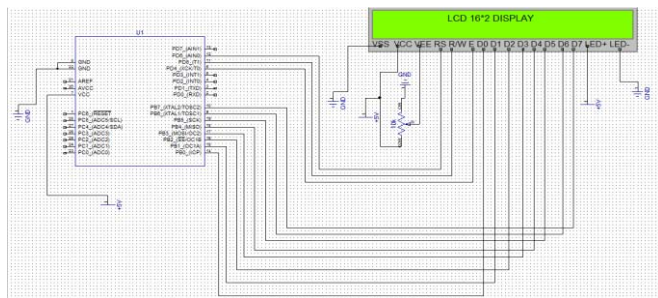 LCD 16*2 DISPLAY
VSS VCC VEE RS R/W E D0 D1 D2 D3 D4 D5 D6 D7 LED+ LED-
U1
PD7_(AIN1)
PD6_(AIN0)
PD5_(T1)
PD4_(XCK/T0)
PD3_(INT1)
PD2_(INT0)
PD1_(TXD)
PD0_(RXD)
GND
GND
AREF
AVCC
VCC
PB7_(XTAL2/TOSC2)
PB6_(XTAL1/TOSC1)
PB5_(SCK)
PB4_(MISO)
PB3_(MOSI/OC2)
PB2_(SS/OC1B)
PB1_(OC1A)
PB0_(ICP)
PC6_(RESET)
PC5_(ADC5/SCL)
PC4_(ADC4/SDA)
PC3_(ADC3)
PC2_(ADC2)
PC1_(ADC1)
PC0_(ADC0)
GND
+5V
GND
+5V
GND
10k
+5V
GND